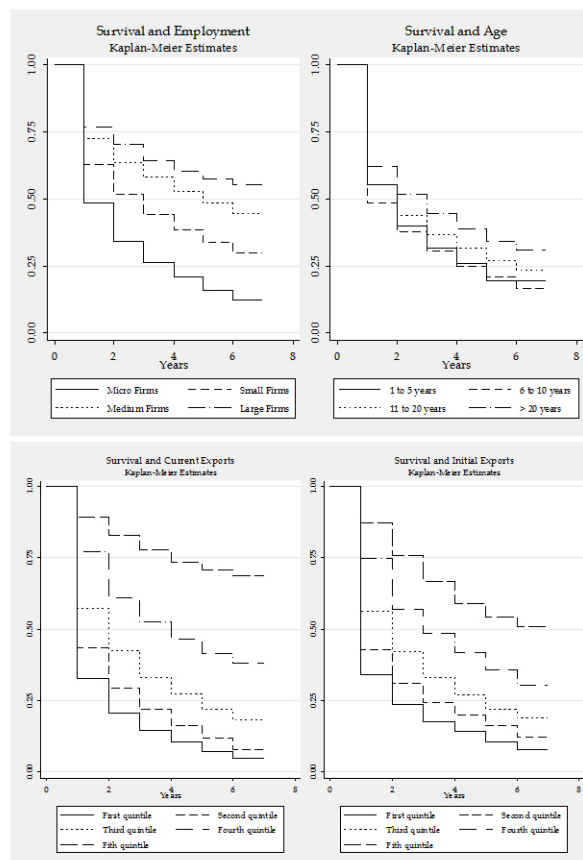 Survival and Employment
Kaplan-Meier Estimates
1.00
0.75
0.50
0.25
0.00
0 2 4 6 8
Years
Micro Firms Small Firms
Medium Firms Large Firms
Survival and Age
Kaplan-Meier Estimates
1.00
0.75
0.50
0.25
0.00
0 2 4 6 8
Years
1 to 5 years 6 to 10 years
11 to 20 years > 20 years
Survival and Current Exports
Kaplan-Meier Estimates
1.00
0.75
0.50
0.25
0.00
0 2 4 6 8
Years
First quintile Second quintile
Third quintile Fourth quintile
Fith quintile
Survival and Initial Exports
Kaplan-Meier Estimates
1.00
0.75
0.50
0.25
0.00
0 2 4 6 8
Years
First quintile Second quintile
Third quintile Fourth quintile
Fith quintile